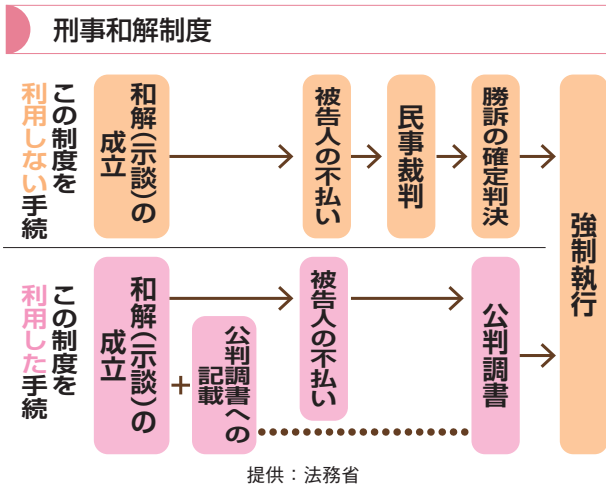 刑事和解制度
この制度を
利用しない手続
和解(示談)の
成立
被告人の不払い
民事裁判
勝訴の確定判決
強制執行
この制度を
利用した手続
和解(示談)の
成立
+
公判調書への
記載
被告人の不払い
公判調書
提供：法務省